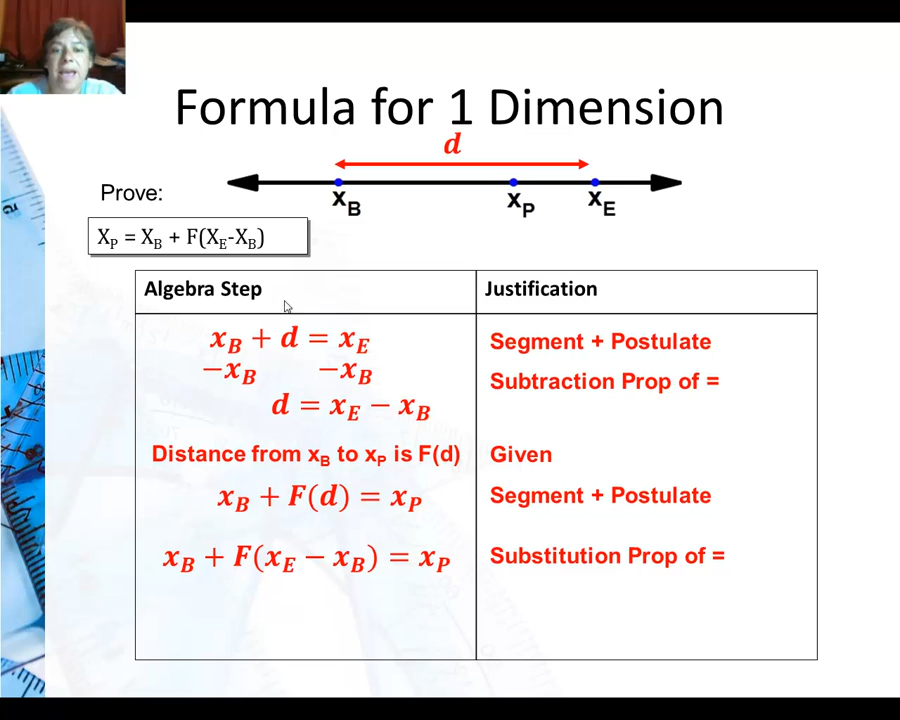 Formula for 1 Dimension
d
Prove:
x_B x_P x_E
X_P = X_B + F(X_E-X_B)
Algebra Step
Justification
x_B + d = x_E
Segment + Postulate
−x_B −x_B
Subtraction Prop of =
d = x_E − x_B
Distance from x_B to x_P is F(d)
Given
x_B + F(d) = x_P
Segment + Postulate
x_B + F(x_E − x_B) = x_P
Substitution Prop of =